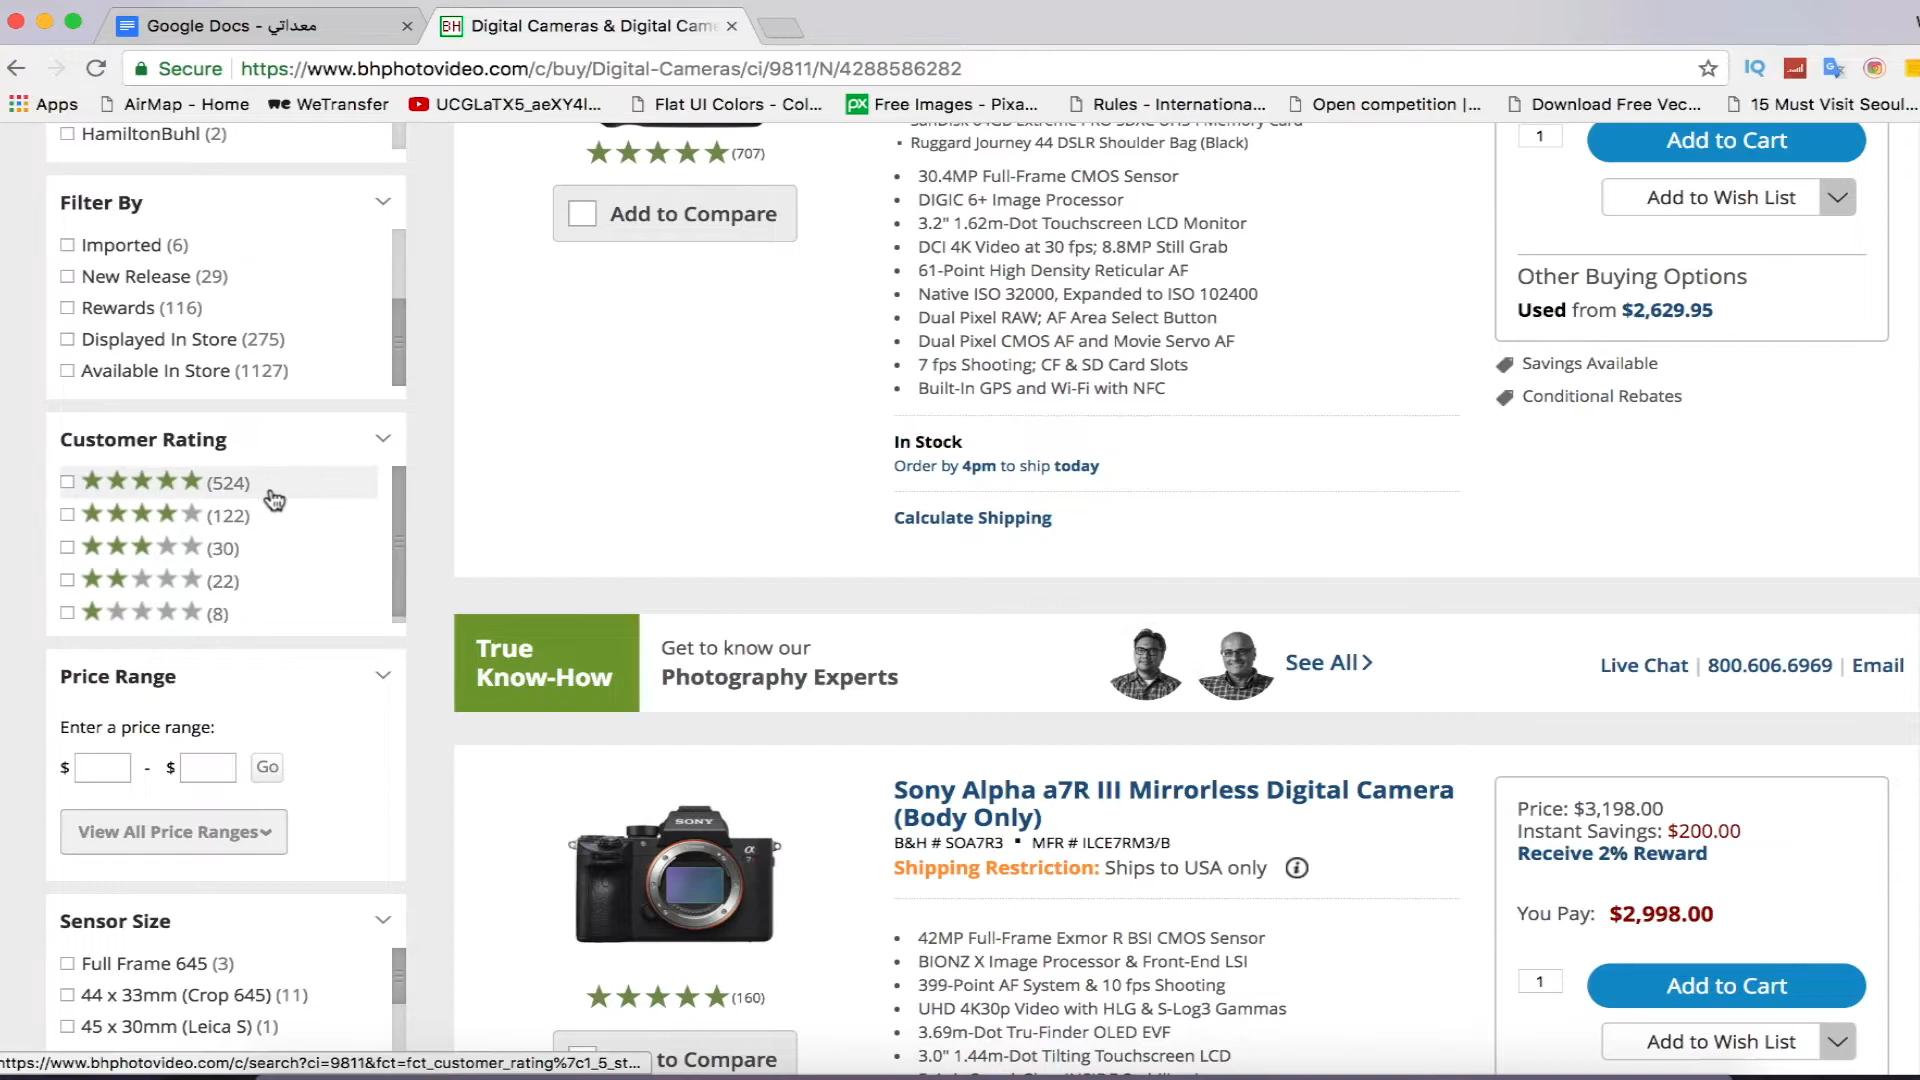 Google Docs - معداتي
BH Digital Cameras & Digital Cam
Secure https://www.bhphotovideo.com/c/buy/Digital-Cameras/ci/9811/N/4288586282
IQ
Apps AirMap - Home we WeTransfer UCGLaTX5_aeXY4l... Flat UI Colors - Col... px Free Images - Pixa... Rules - Internationa... Open competition |... Download Free Vec... 15 Must Visit Seoul...
HamiltonBuhl (2)
Filter By
Imported (6)
New Release (29)
Rewards (116)
Displayed In Store (275)
Available In Store (1127)
Customer Rating
(524)
(122)
(30)
(22)
(8)
Price Range
Enter a price range:
$ - $ Go
View All Price Ranges
Sensor Size
Full Frame 645 (3)
44 x 33mm (Crop 645) (11)
45 x 30mm (Leica S) (1)
https://www.bhphotovideo.com/c/search?ci=9811&fct=fct_customer_rating%7c1_5_st...
(707)
Add to Compare
Ruggard Journey 44 DSLR Shoulder Bag (Black)
30.4MP Full-Frame CMOS Sensor
DIGIC 6+ Image Processor
3.2" 1.62m-Dot Touchscreen LCD Monitor
DCI 4K Video at 30 fps; 8.8MP Still Grab
61-Point High Density Reticular AF
Native ISO 32000, Expanded to ISO 102400
Dual Pixel RAW; AF Area Select Button
Dual Pixel CMOS AF and Movie Servo AF
7 fps Shooting; CF & SD Card Slots
Built-In GPS and Wi-Fi with NFC
In Stock
Order by 4pm to ship today
Calculate Shipping
1 Add to Cart
Add to Wish List
Other Buying Options
Used from $2,629.95
Savings Available
Conditional Rebates
True
Know-How
Get to know our
Photography Experts
See All
Live Chat | 800.606.6969 | Email
SONY
α
7
(160)
to Compare
Sony Alpha a7R III Mirrorless Digital Camera
(Body Only)
B&H # SOA7R3 ▪ MFR # ILCE7RM3/B
Shipping Restriction: Ships to USA only i
42MP Full-Frame Exmor R BSI CMOS Sensor
BIONZ X Image Processor & Front-End LSI
399-Point AF System & 10 fps Shooting
UHD 4K30p Video with HLG & S-Log3 Gammas
3.69m-Dot Tru-Finder OLED EVF
3.0" 1.44m-Dot Tilting Touchscreen LCD
Price: $3,198.00
Instant Savings: $200.00
Receive 2% Reward
You Pay: $2,998.00
1 Add to Cart
Add to Wish List